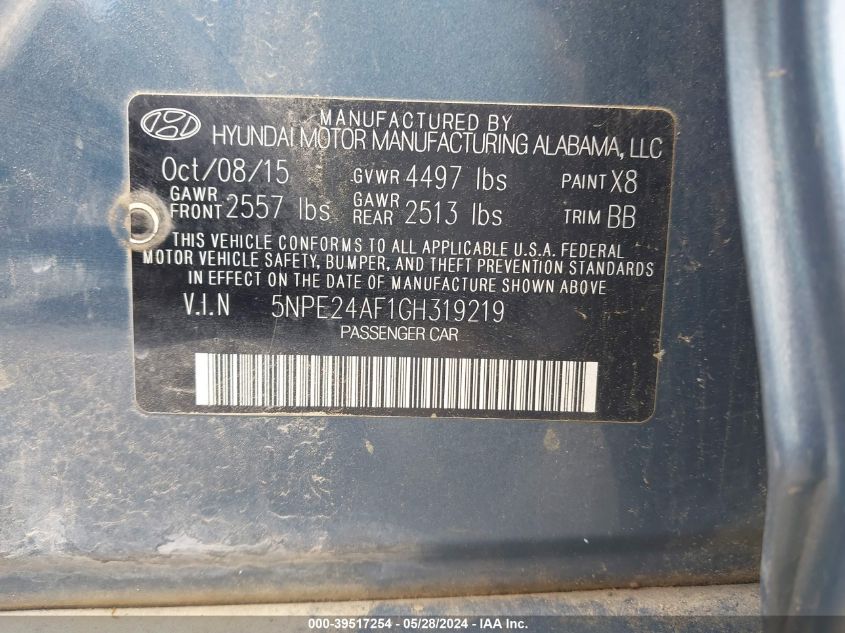 MANUFACTURED BY
HYUNDAI MOTOR MANUFACTURING ALABAMA, LLC
Oct/08/15 GVWR 4497 lbs PAINT X8
GAWR FRONT 2557 lbs GAWR REAR 2513 lbs TRIM BB
THIS VEHICLE CONFORMS TO ALL APPLICABLE U.S.A. FEDERAL
MOTOR VEHICLE SAFETY, BUMPER, AND THEFT PREVENTION STANDARDS
IN EFFECT ON THE DATE OF MANUFACTURE SHOWN ABOVE.
V.I.N 5NPE24AF1GH319219
PASSENGER CAR
000-39517254 - 05/28/2024 - IMP...